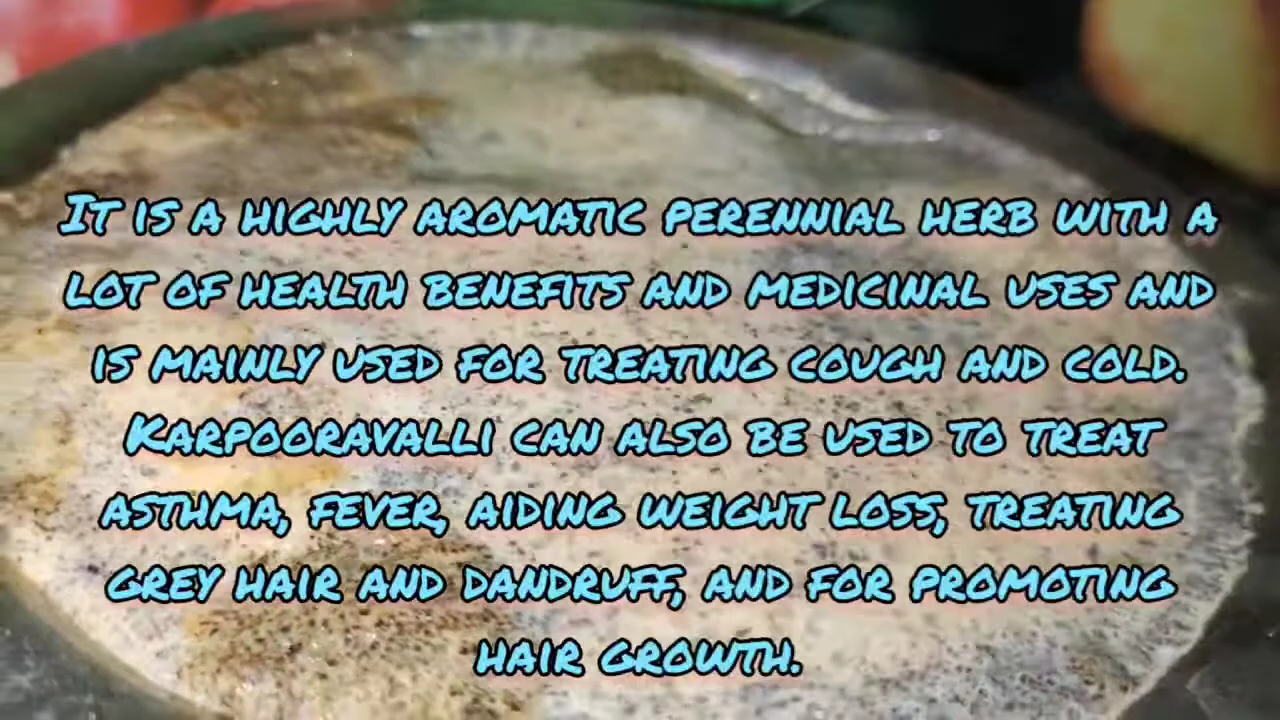 It is a highly aromatic perennial herb with a
lot of health benefits and medicinal uses and
is mainly used for treating cough and cold.
Karpooravalli can also be used to treat
asthma, fever, aiding weight loss, treating
grey hair and dandruff, and for promoting
hair growth.